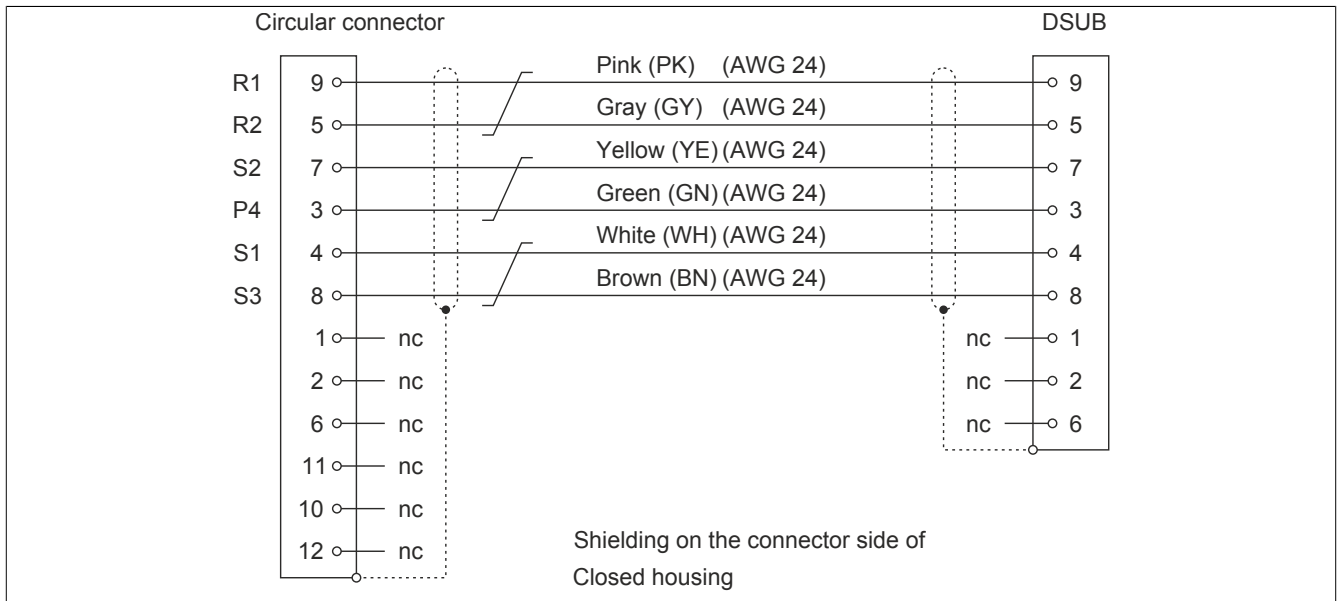 Circular connector DSUB
R1 9 Pink (PK) (AWG 24) 9
R2 5 Gray (GY) (AWG 24) 5
S2 7 Yellow (YE) (AWG 24) 7
P4 3 Green (GN) (AWG 24) 3
S1 4 White (WH) (AWG 24) 4
S3 8 Brown (BN) (AWG 24) 8
1 nc nc 1
2 nc nc 2
6 nc nc 6
11 nc
10 nc
12 nc
Shielding on the connector side of
Closed housing